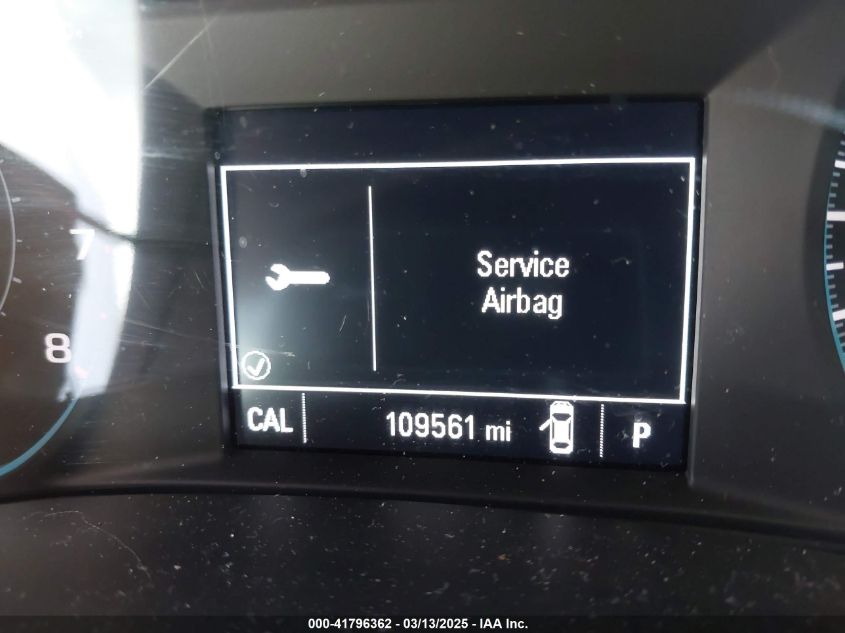 7
8
Service
Airbag
CAL
109561 mi
P
000-41796362 - 03/13/2025 - IAA Inc.